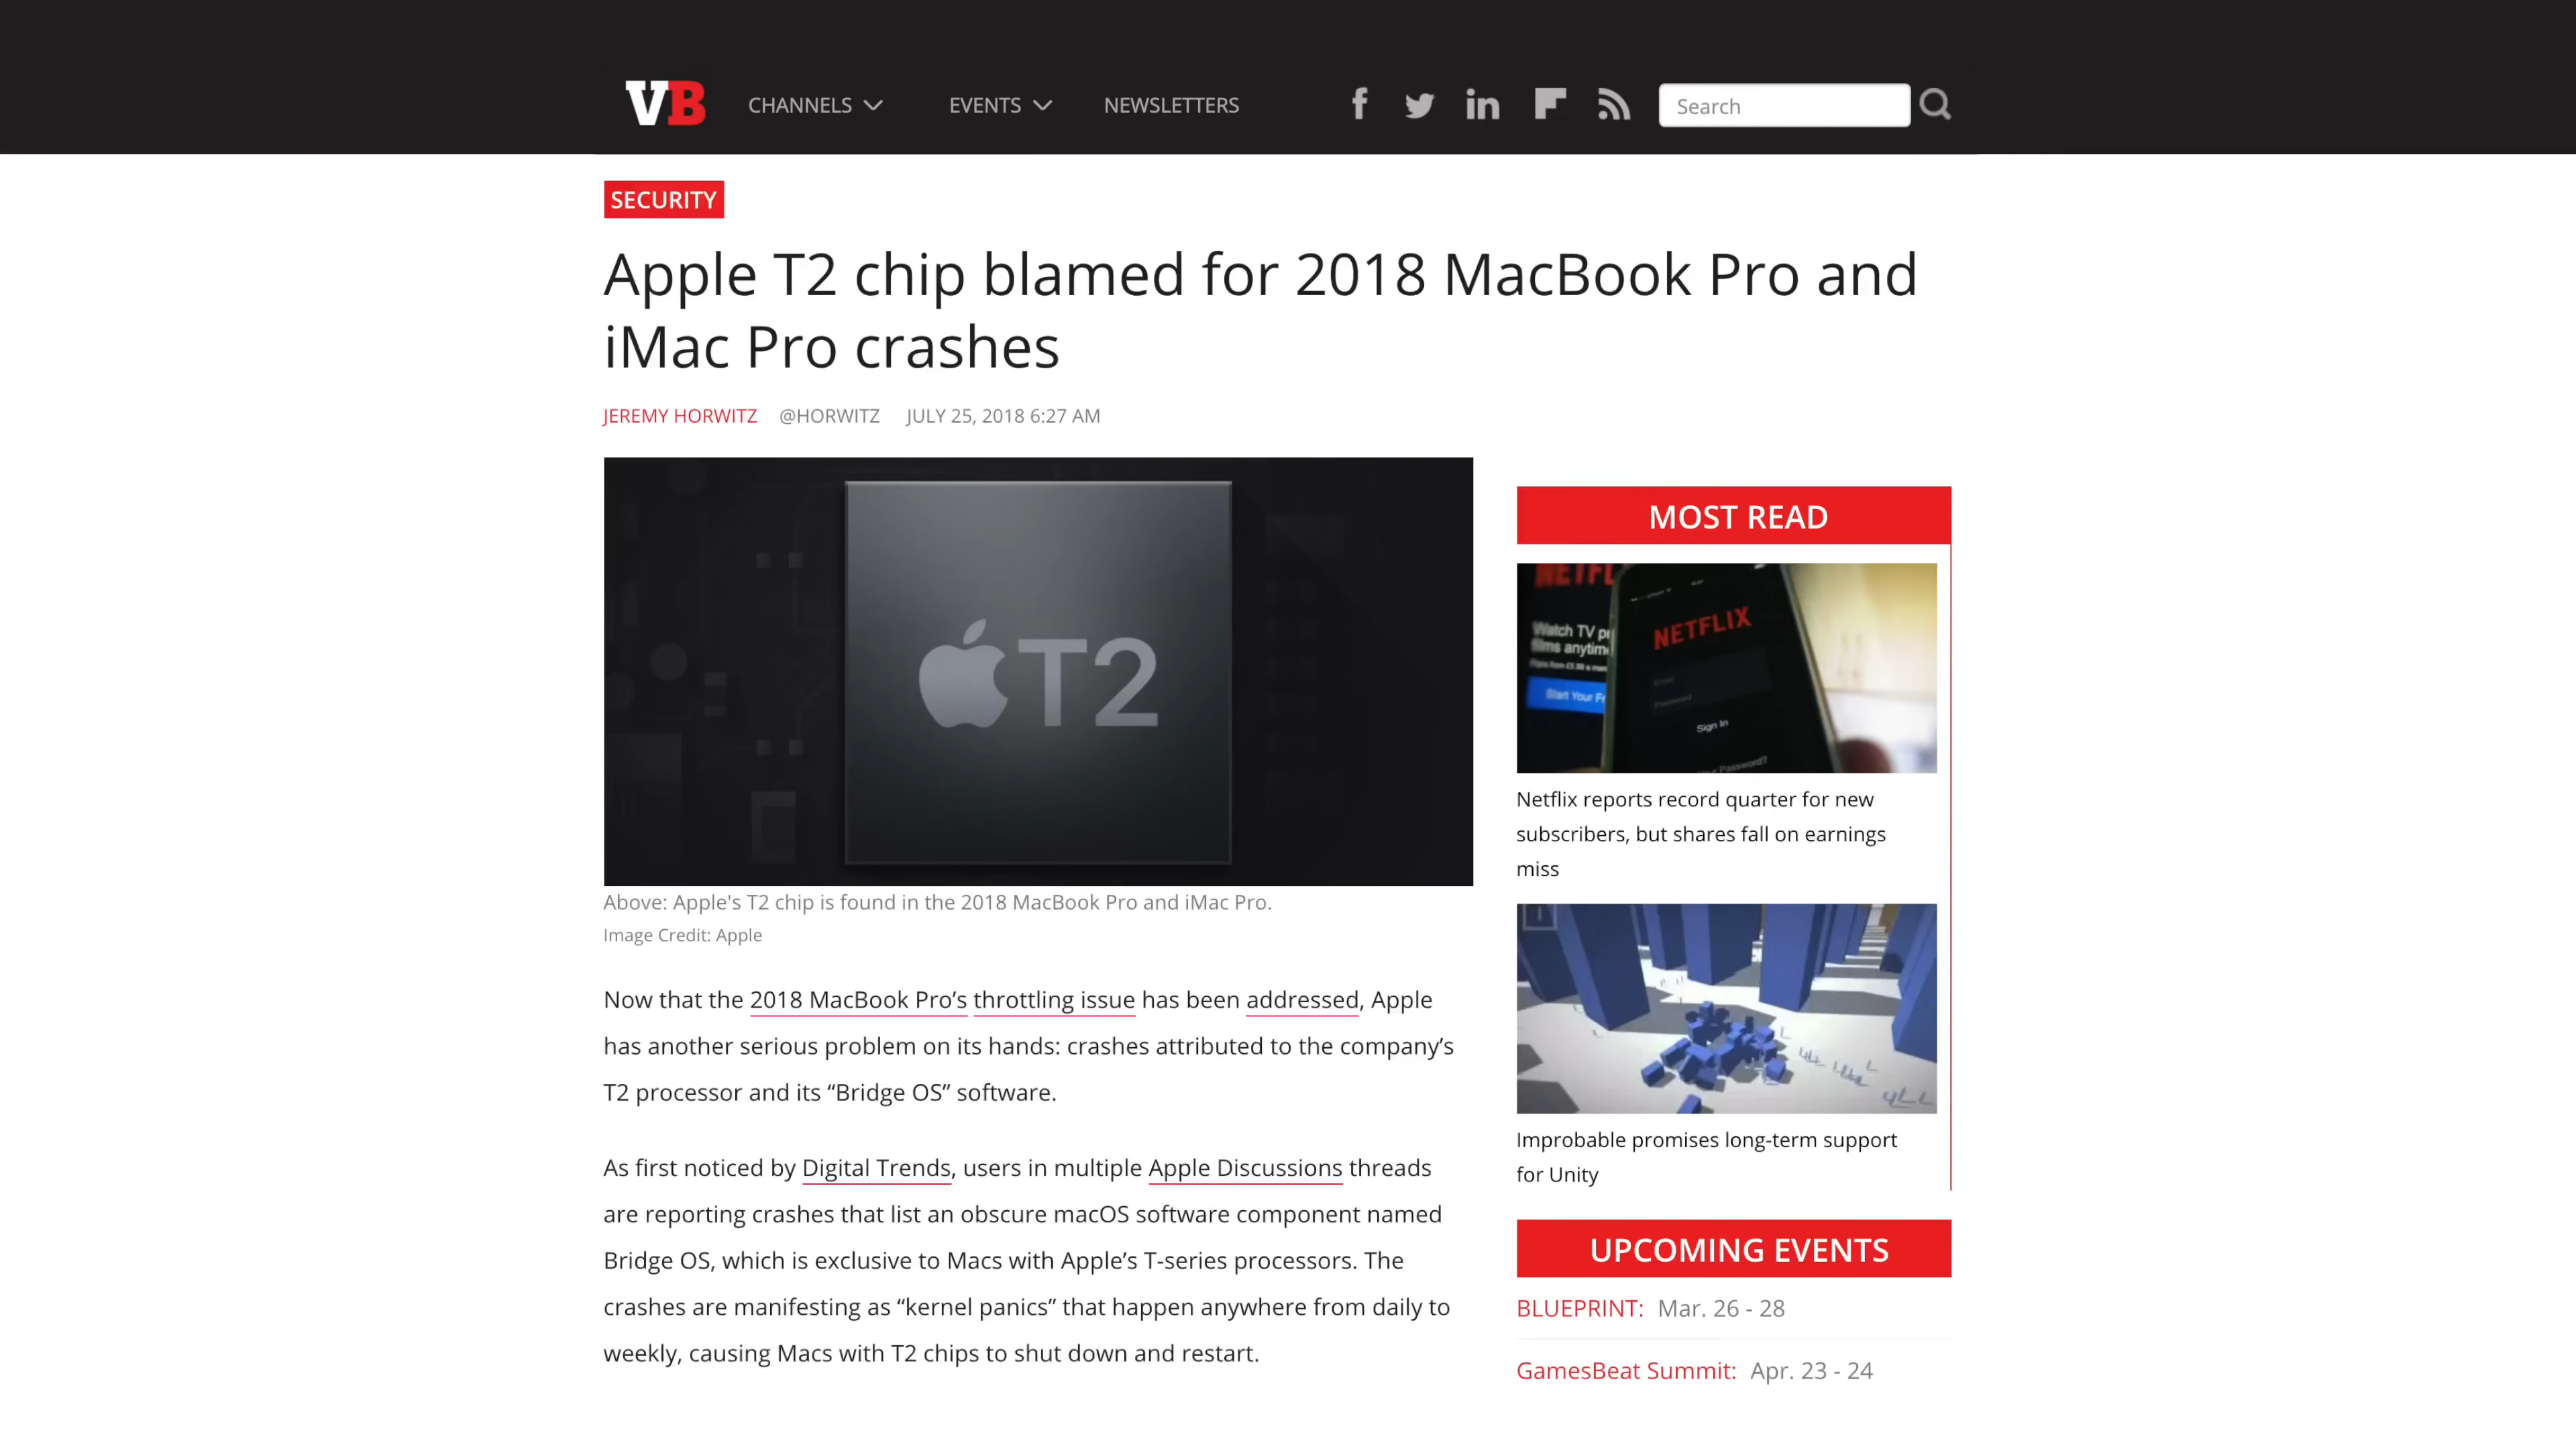 VB CHANNELS EVENTS NEWSLETTERS Search
SECURITY
Apple T2 chip blamed for 2018 MacBook Pro and
iMac Pro crashes
JEREMY HORWITZ @HORWITZ JULY 25, 2018 6:27 AM
T2
Above: Apple's T2 chip is found in the 2018 MacBook Pro and iMac Pro.
Image Credit: Apple
Now that the 2018 MacBook Pro’s throttling issue has been addressed, Apple
has another serious problem on its hands: crashes attributed to the company’s
T2 processor and its “Bridge OS” software.
As first noticed by Digital Trends, users in multiple Apple Discussions threads
are reporting crashes that list an obscure macOS software component named
Bridge OS, which is exclusive to Macs with Apple’s T-series processors. The
crashes are manifesting as “kernel panics” that happen anywhere from daily to
weekly, causing Macs with T2 chips to shut down and restart.
MOST READ
NETFLIX
Watch TV
films
Start Your
Sign In
Password?
Netflix reports record quarter for new
subscribers, but shares fall on earnings
miss
Improbable promises long-term support
for Unity
UPCOMING EVENTS
BLUEPRINT: Mar. 26 - 28
GamesBeat Summit: Apr. 23 - 24